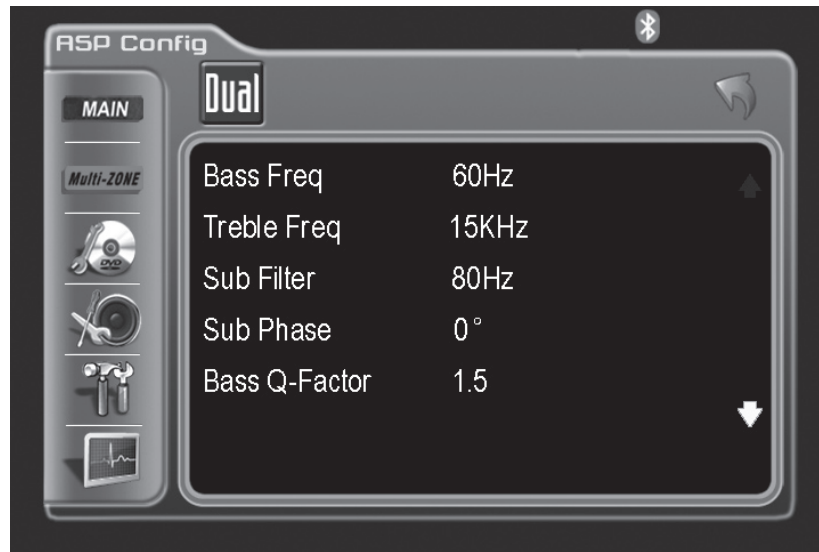 ASP Config
Dual
MAIN
Multi-ZONE
DVD
Bass Freq 60Hz
Treble Freq 15KHz
Sub Filter 80Hz
Sub Phase 0°
Bass Q-Factor 1.5